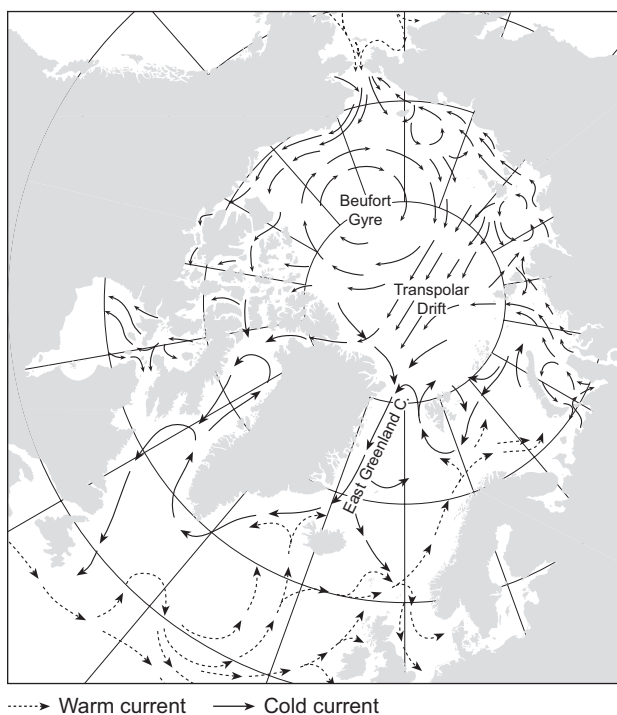 Beufort
Gyre
Transpolar
Drift
East Greenland C.
Warm current
Cold current